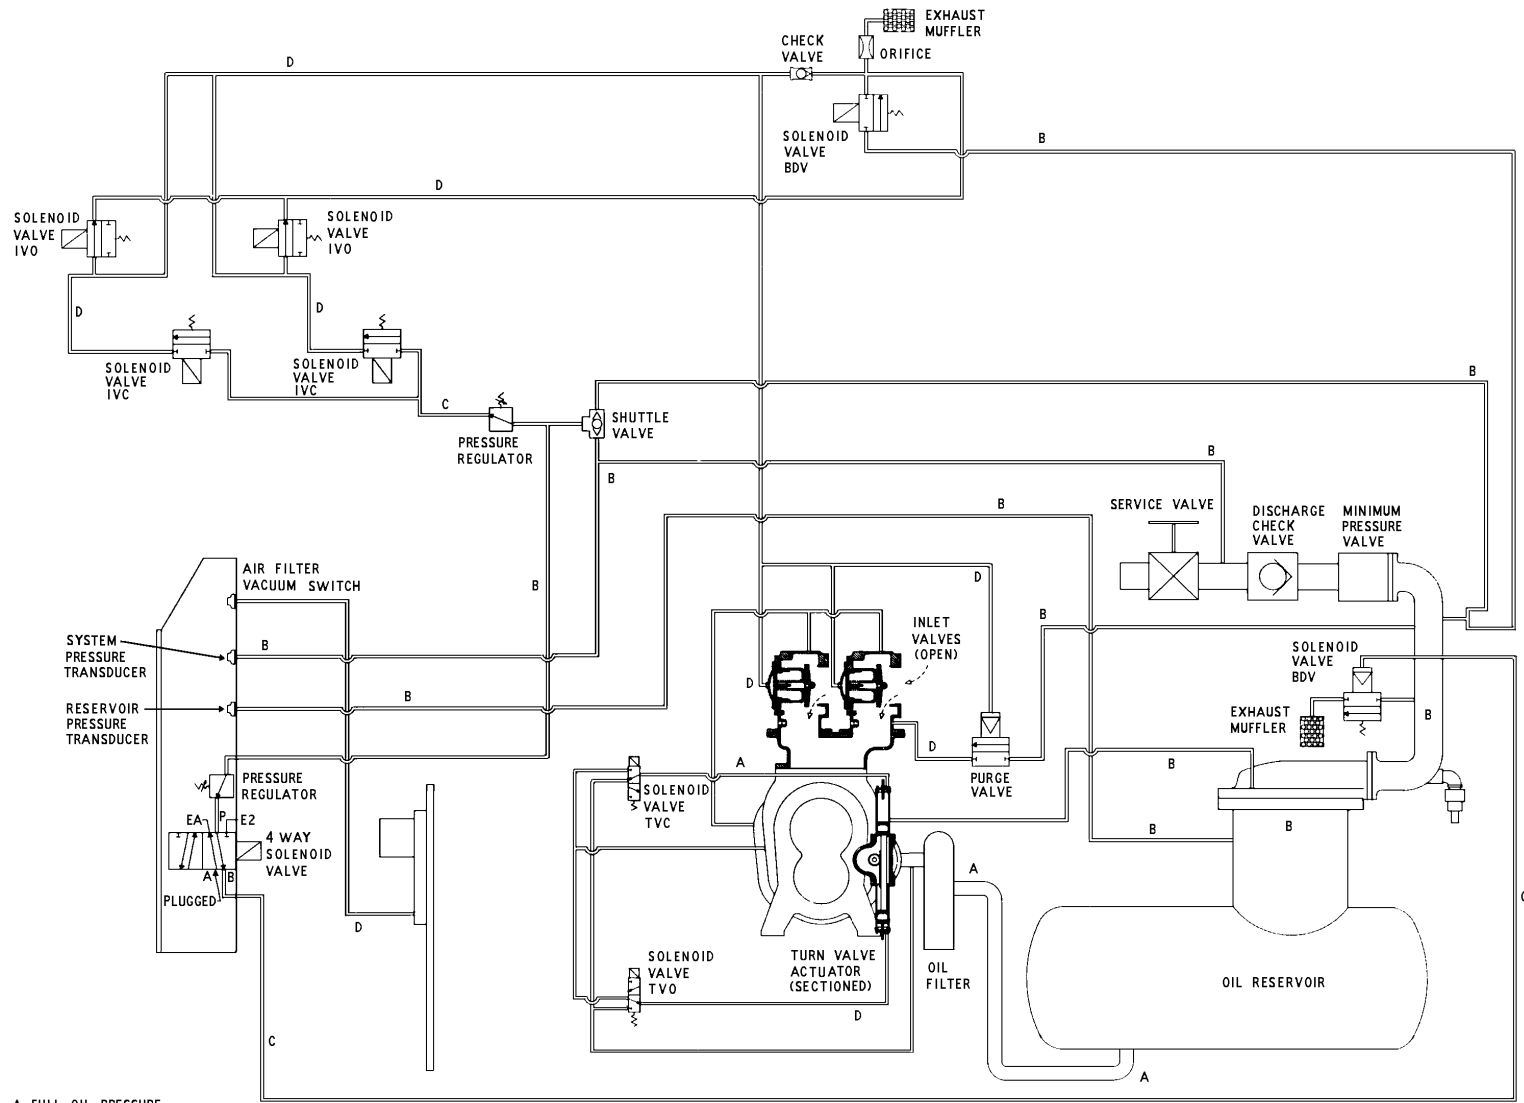 EXHAUST
MUFFLER
CHECK
VALVE
ORIFICE
D
SOLENOID
VALVE
BDV
B
D
SOLENOID
VALVE
IVO
SOLENOID
VALVE
IVO
D
D
SOLENOID
VALVE
IVC
SOLENOID
VALVE
IVC
C
B
SHUTTLE
VALVE
PRESSURE
REGULATOR
B
B
B
SERVICE VALVE
DISCHARGE
CHECK
VALVE
MINIMUM
PRESSURE
VALVE
AIR FILTER
VACUUM SWITCH
B
D
B
INLET
VALVES
(OPEN)
SYSTEM
PRESSURE
TRANSDUCER
B
SOLENOID
VALVE
BDV
D
RESERVOIR
PRESSURE
TRANSDUCER
B
EXHAUST
MUFFLER
B
D
A
B
PURGE
VALVE
PRESSURE
REGULATOR
SOLENOID
VALVE
TVC
EA
P
E2
4 WAY
SOLENOID
VALVE
A
B
PLUGGED
B
B
A
D
SOLENOID
VALVE
TVO
TURN VALVE
ACTUATOR
(SECTIONED)
OIL
FILTER
OIL RESERVOIR
D
C
A